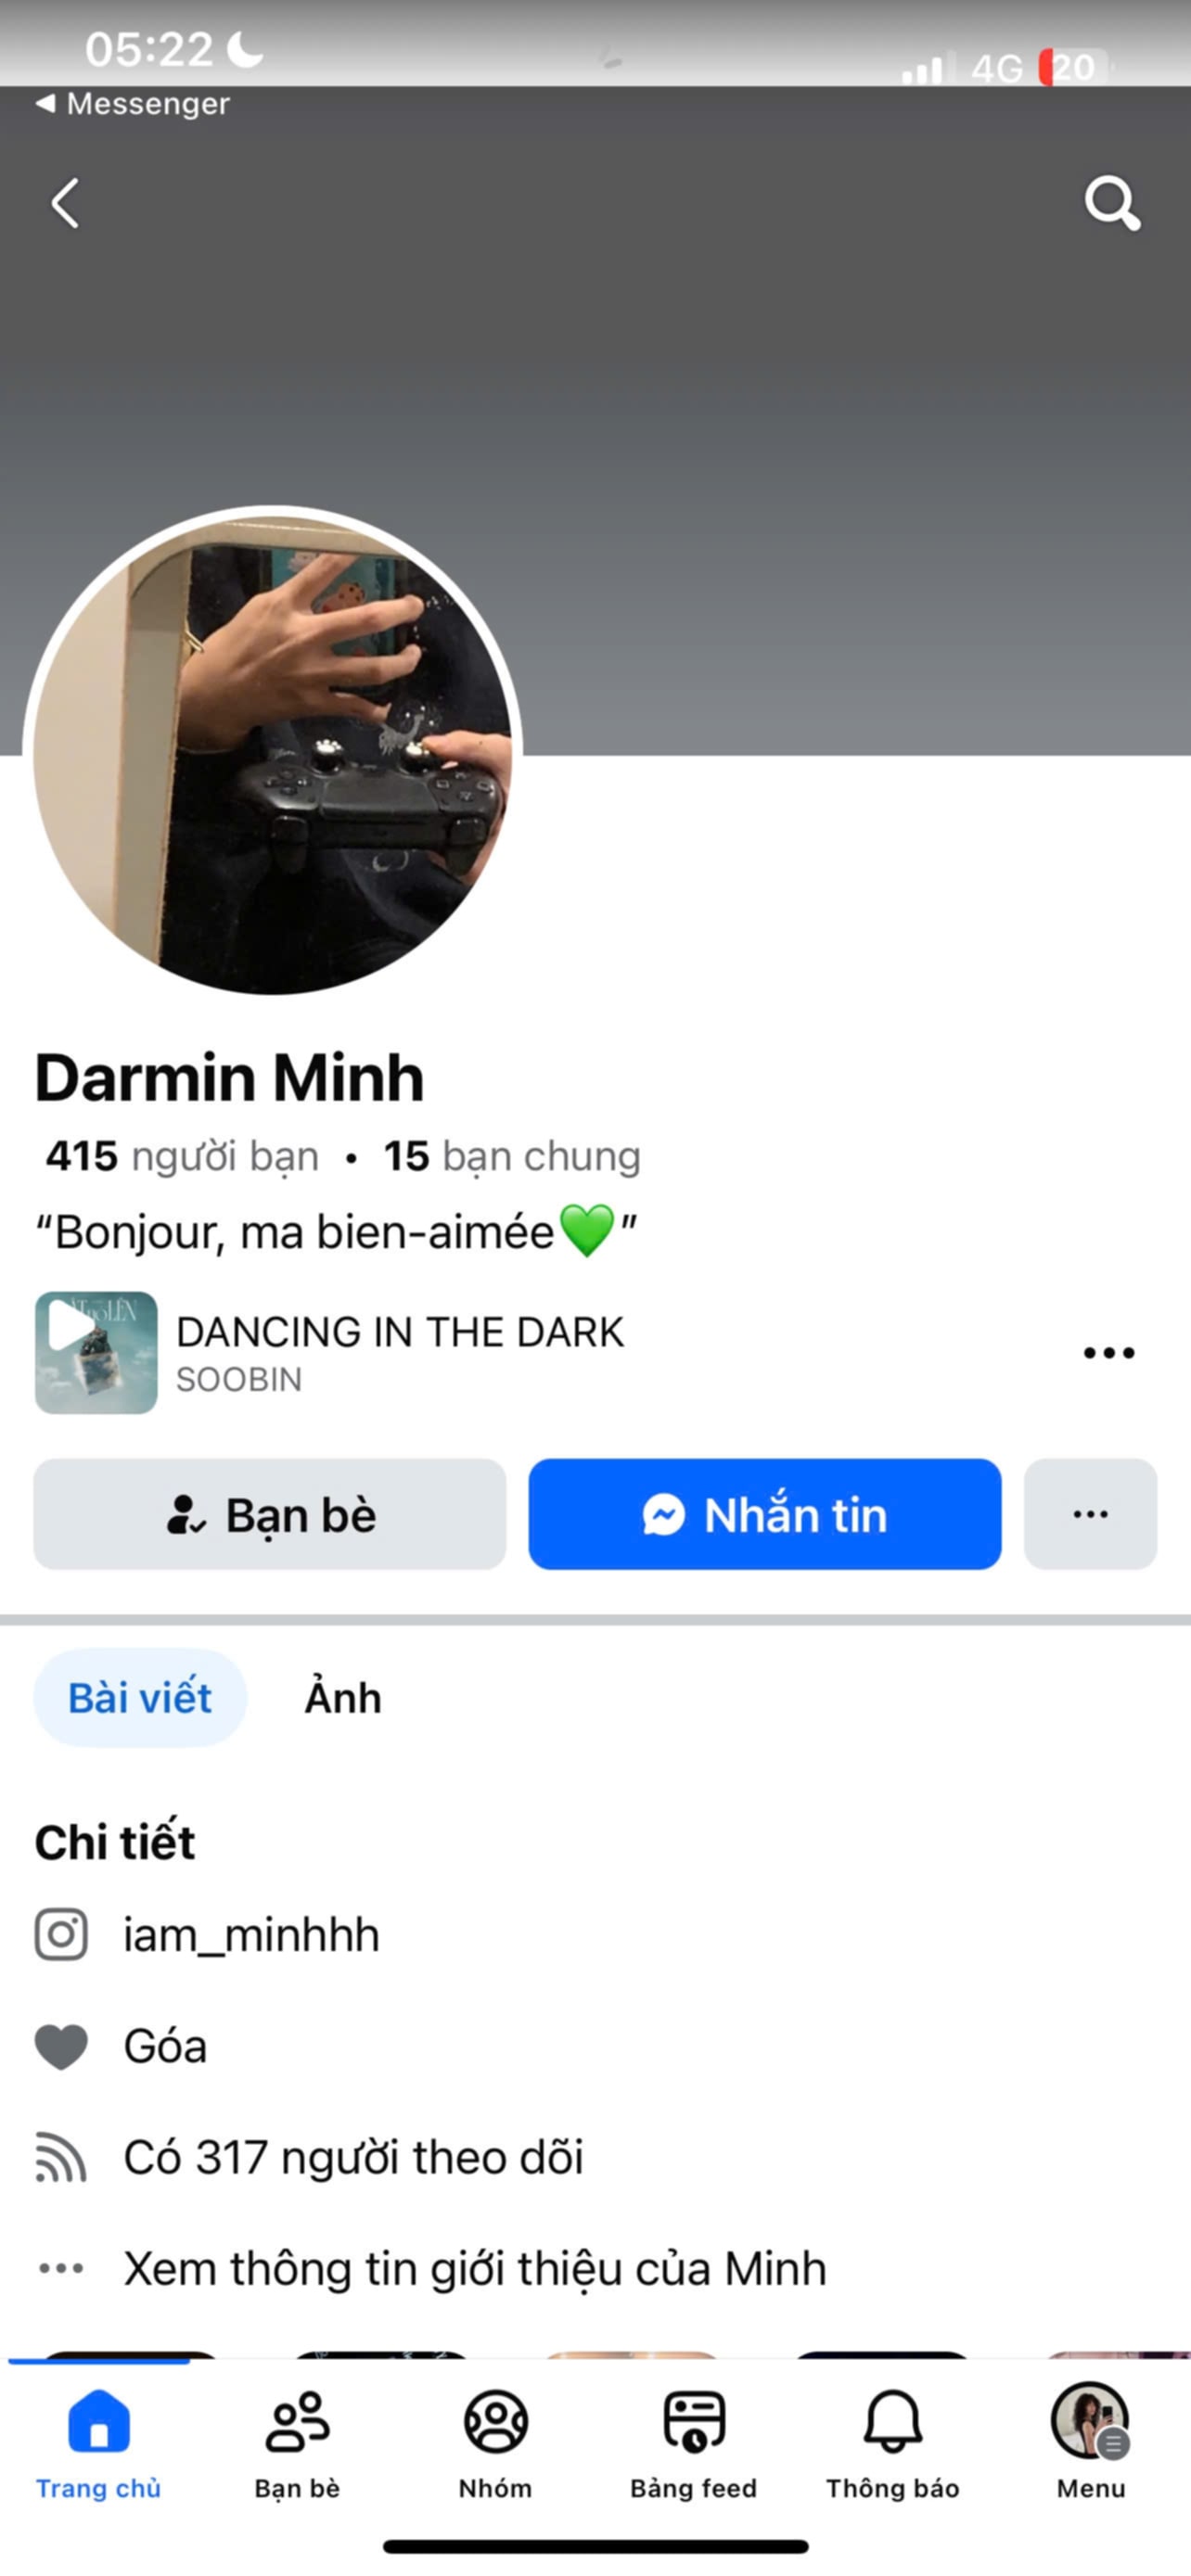 05:22
4G 20
Messenger
Darmin Minh
415 người bạn • 15 bạn chung
“Bonjour, ma bien-aimée💚”
DANCING IN THE DARK
SOOBIN
Bạn bè
Nhắn tin
Bài viết
Ảnh
Chi tiết
iam_minhhh
Góa
Có 317 người theo dõi
Xem thông tin giới thiệu của Minh
Trang chủ
Bạn bè
Nhóm
Bảng feed
Thông báo
Menu